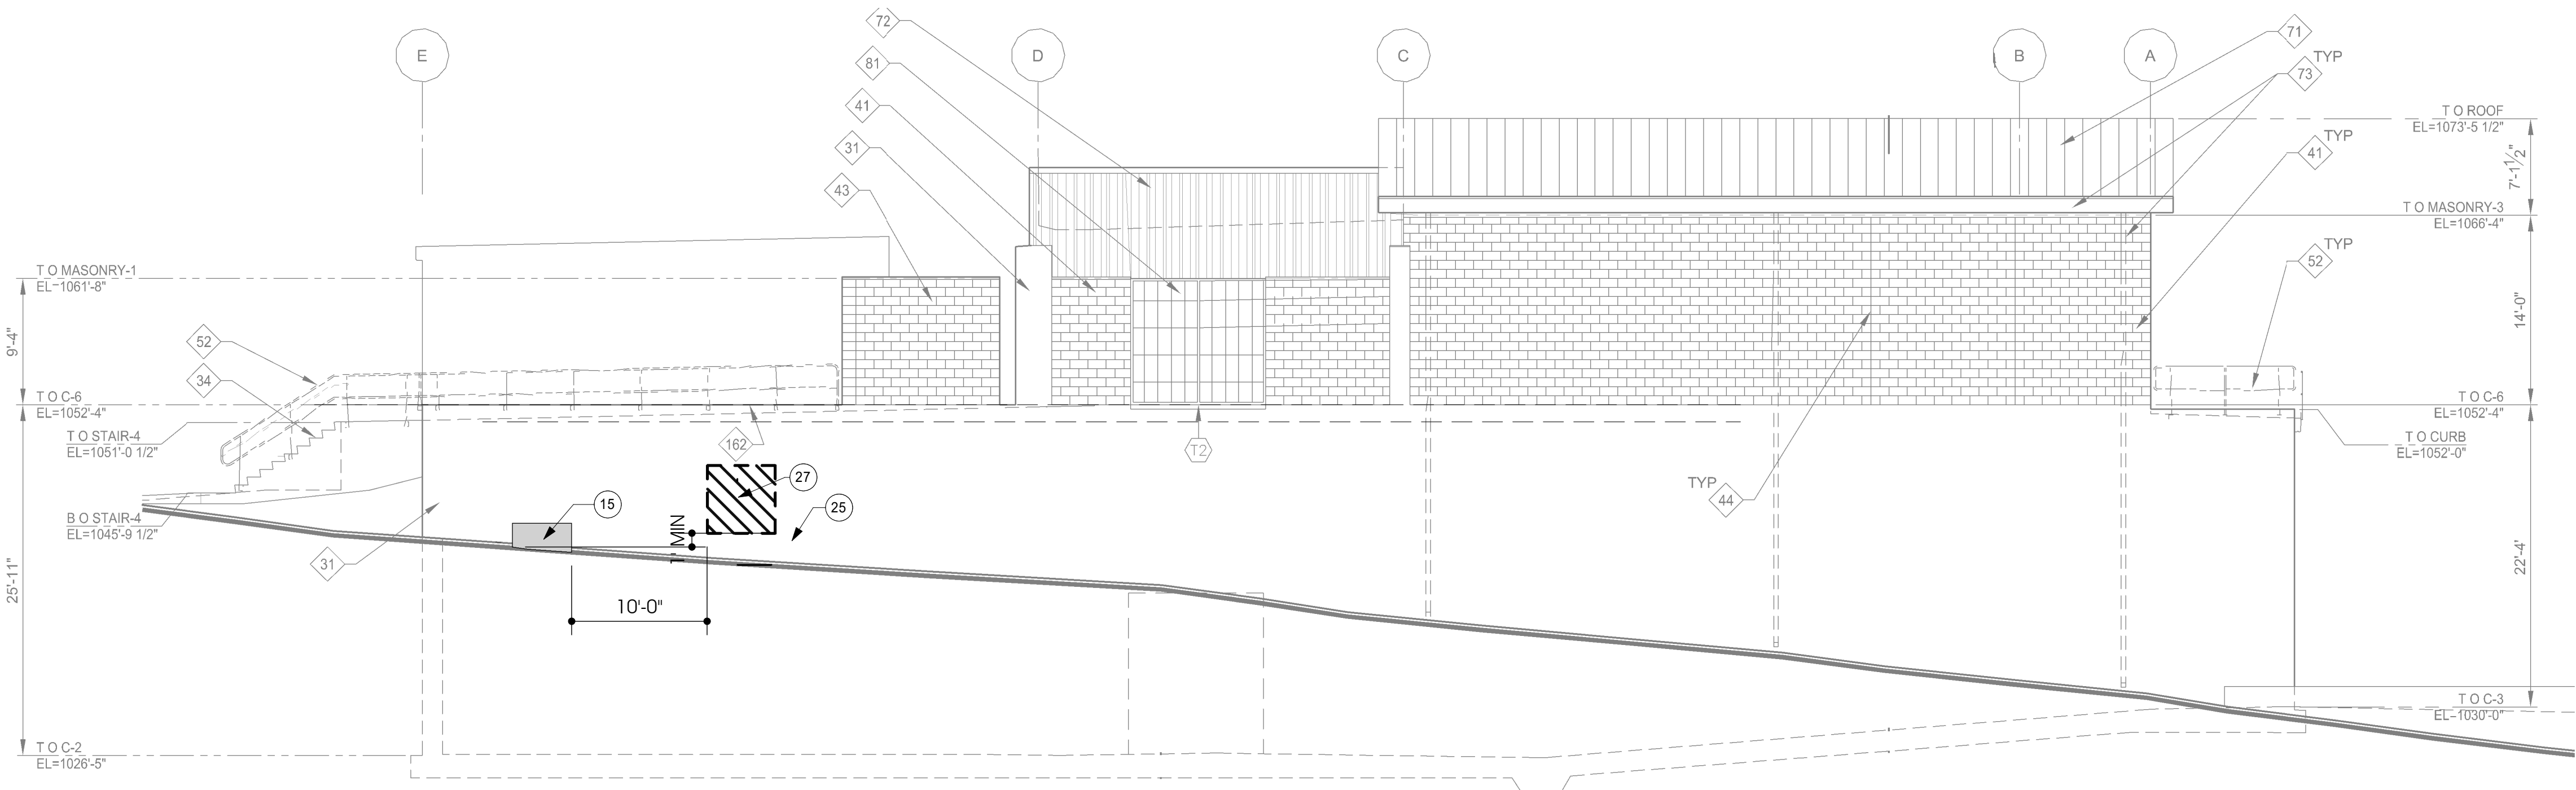 72
71
E
D
C
B
A
TYP
73
81
41
T O ROOF
EL=1073'-5 1/2"
TYP
41
31
7'-1 1/2"
43
T O MASONRY-3
EL=1066'-4"
TYP
52
T O MASONRY-1
EL=1061'-8"
9'-4"
14'-0"
52
34
T O C-6
EL=1052'-4"
T O C-6
EL=1052'-4"
T O STAIR-4
EL=1051'-0 1/2"
162
T2
T O CURB
EL=1052'-0"
27
TYP
44
15
25
B O STAIR-4
EL=1045'-9 1/2"
1' MIN
31
25'-11"
22'-4'
10'-0"
T O C-3
EL=1030'-0"
T O C-2
EL=1026'-5"